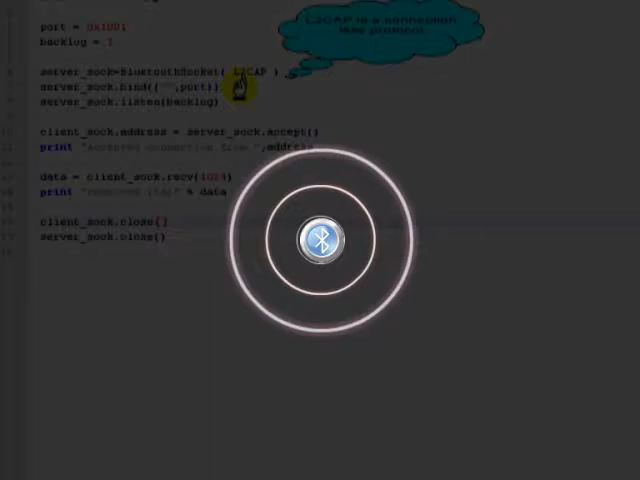 L2CAP is a connection
less protocol
port = 0x1001
backlog = 1
server_sock=BluetoothSocket( L2CAP )
server_sock.bind(("",port))
server_sock.listen(backlog)
client_sock,address = server_sock.accept()
print "Accepted connection from ",address
data = client_sock.recv(1024)
print "received [%s]" % data
client_sock.close()
server_sock.close()